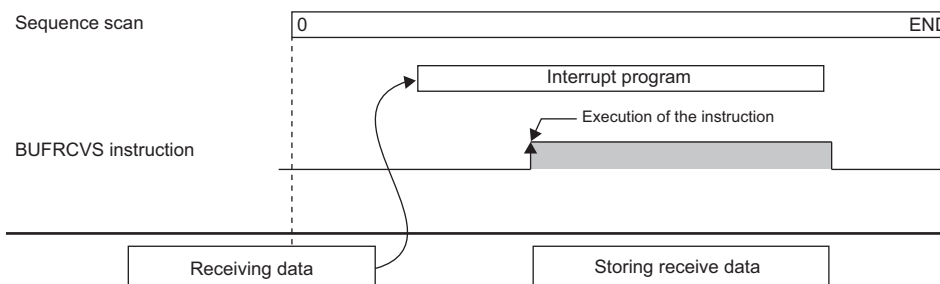 Sequence scan
0
END
Interrupt program
Execution of the instruction
BUFRCVS instruction
Receiving data
Storing receive data